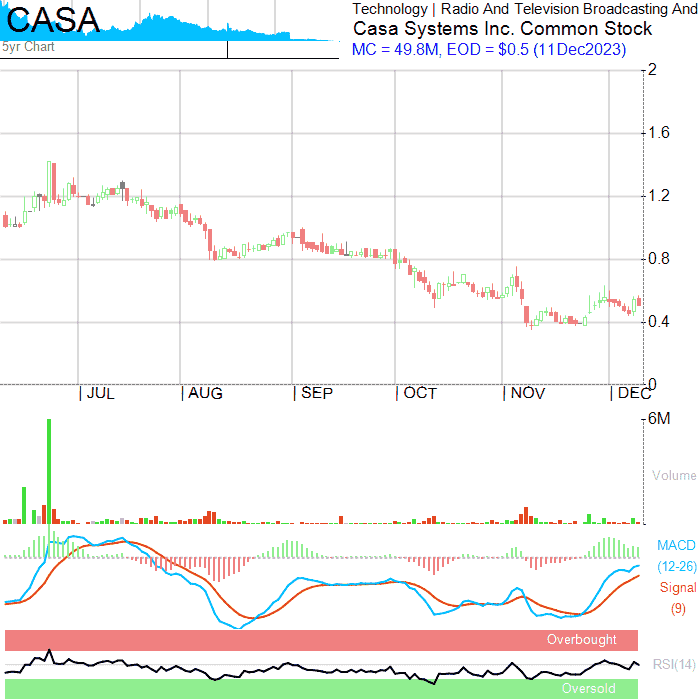 CASA
5yr Chart
Technology | Radio And Television Broadcasting And
Casa Systems Inc. Common Stock
MC = 49.8M, EOD = $0.5 (11Dec2023)
2
1.6
1.2
0.8
0.4
0
| JUL | AUG | SEP | OCT | NOV | DEC
6M
Volume
MACD
(12-26)
Signal
(9)
Overbought
RSI(14)
Oversold